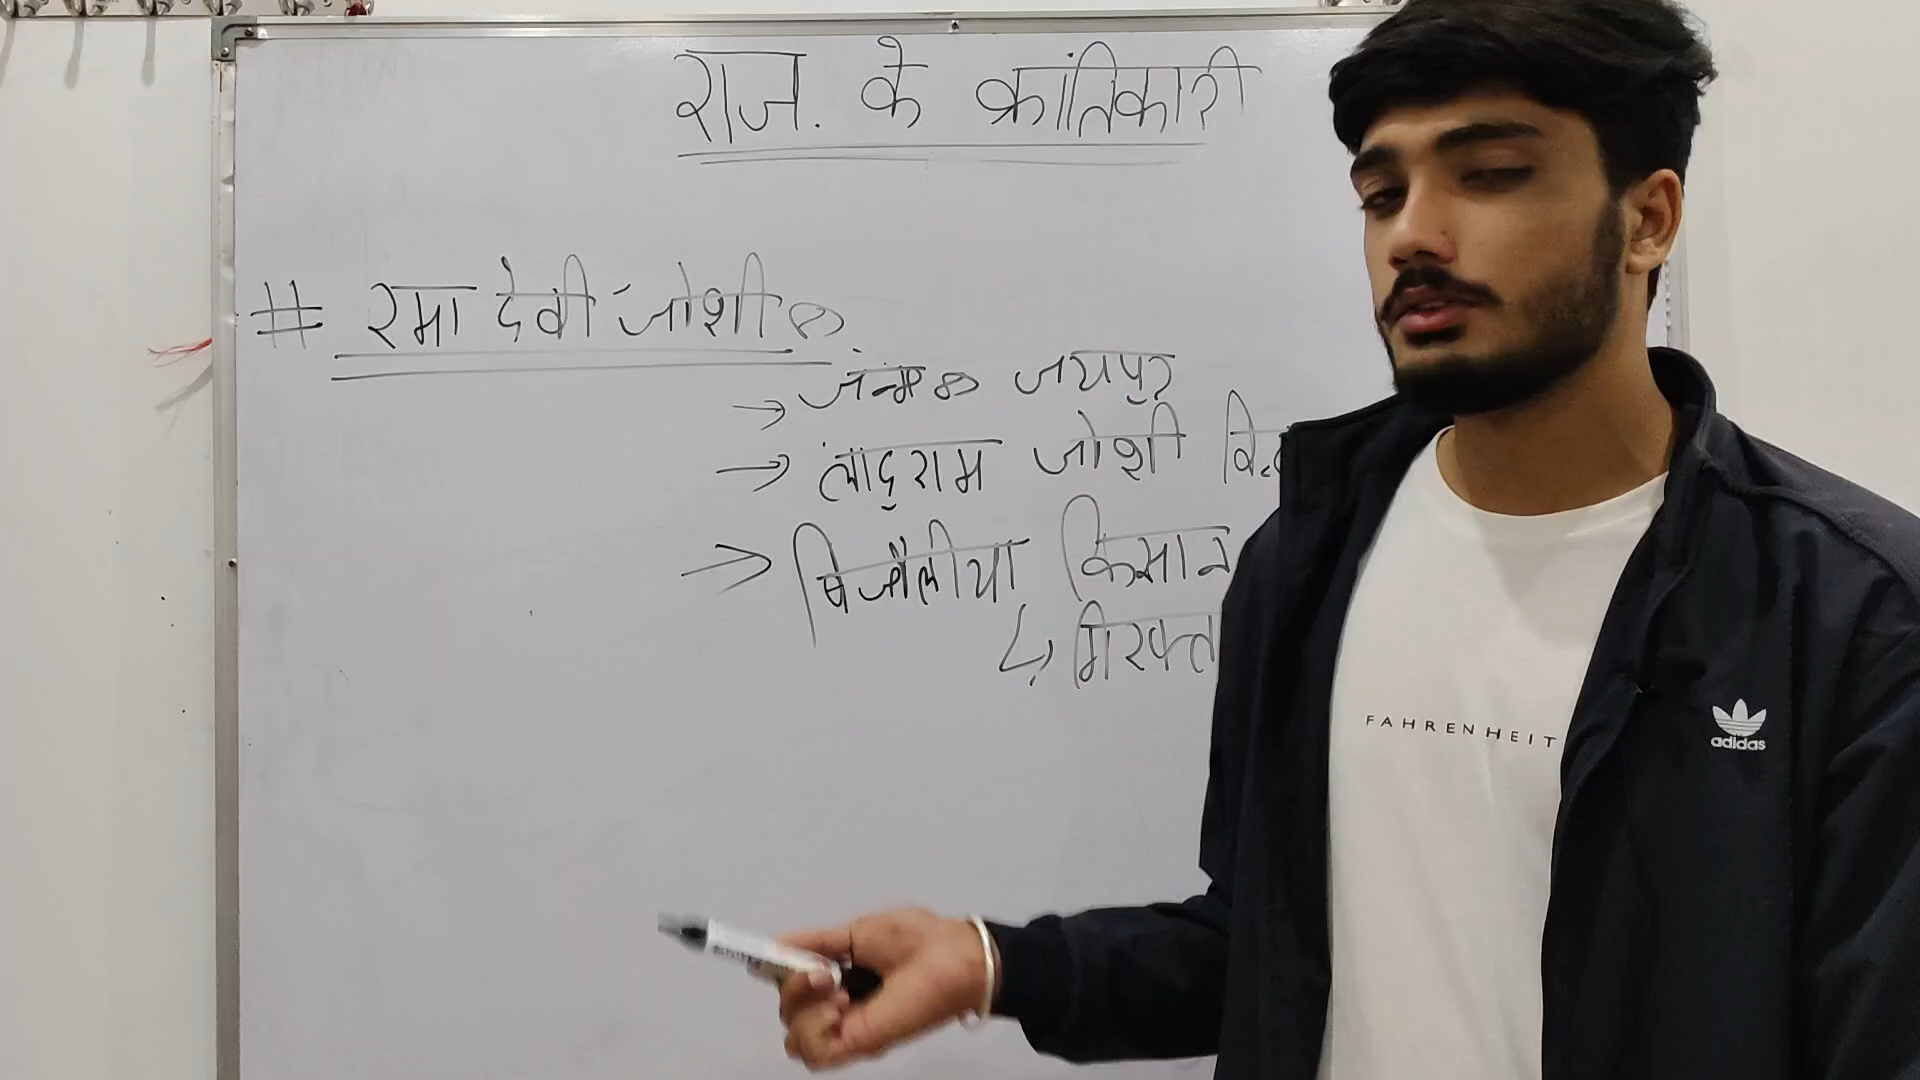 राज. के क्रांतिकारी
# रमा देवी जोशी
→ जन्म जयपुर
→ लादुराम जोशी
→ बिजौलीया किसान
↳ गिरफ्त
FAHRENHEIT
adidas